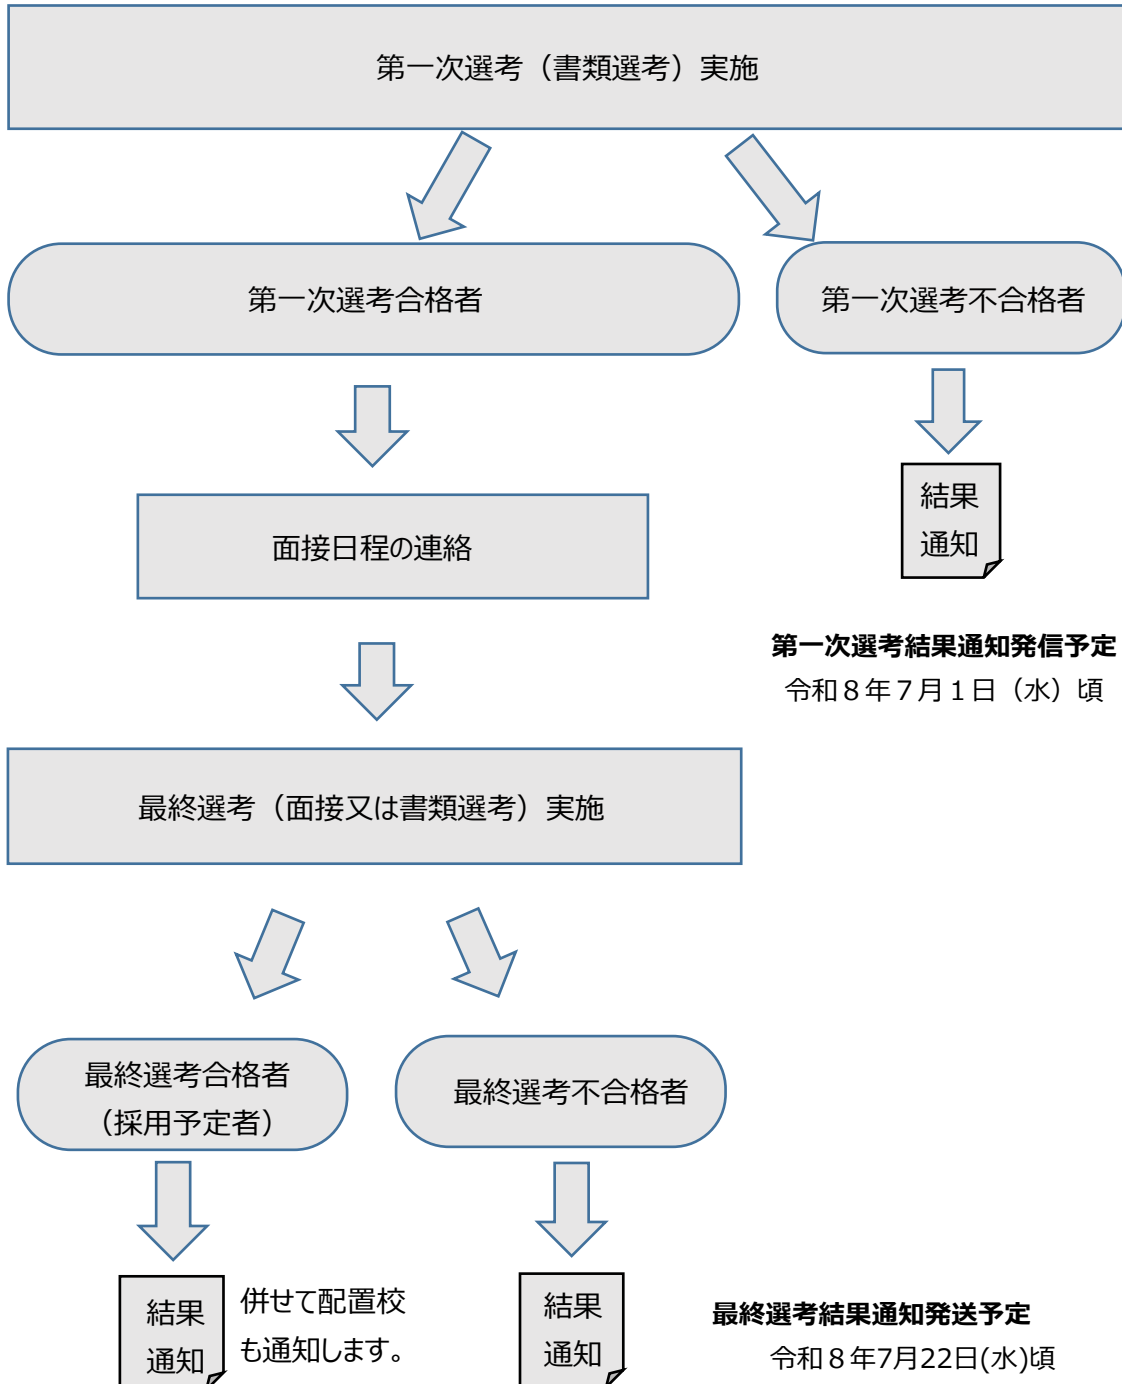 第一次選考（書類選考）実施
第一次選考合格者
第一次選考不合格者
結果
通知
面接日程の連絡
第一次選考結果通知発信予定
令和８年７月１日（水）頃
最終選考（面接又は書類選考）実施
最終選考合格者
（採用予定者）
最終選考不合格者
結果
通知
併せて配置校
も通知します。
結果
通知
最終選考結果通知発送予定
令和８年7月22日(水)頃